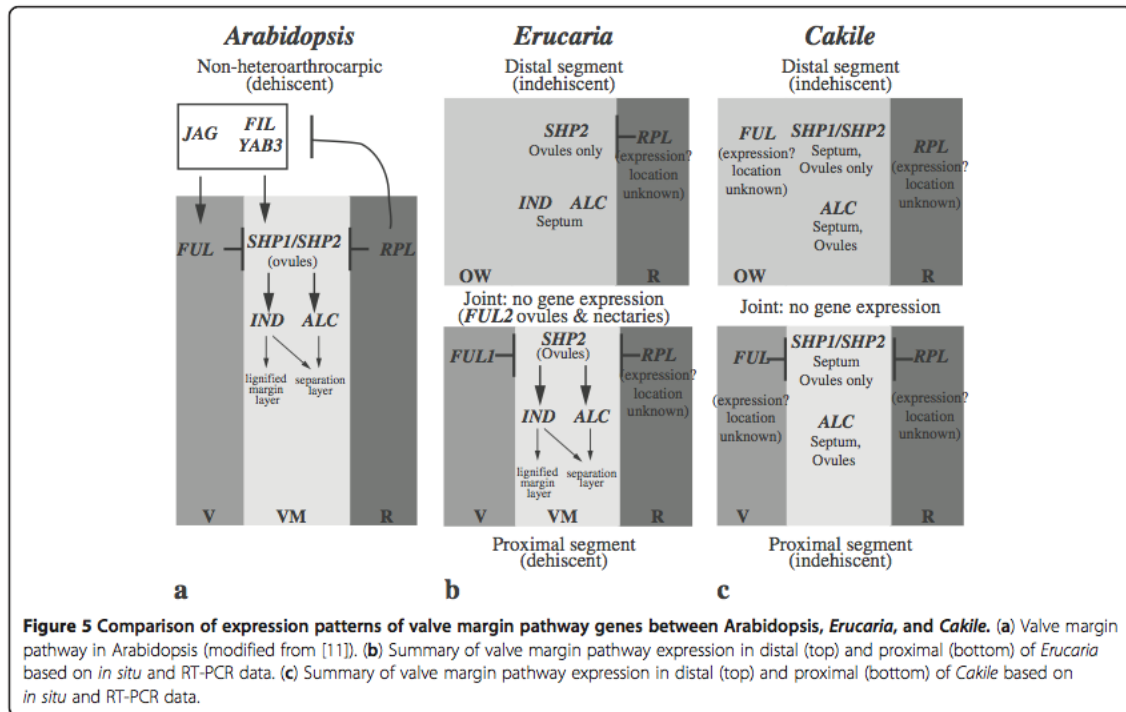 Arabidopsis
Non-heteroarthrocarpic
(dehiscent)
JAG
FIL
YAB3
FUL
SHP1/SHP2
(ovules)
RPL
IND
ALC
lignified
margin
layer
separation
layer
V
VM
R
a
Erucaria
Distal segment
(indehiscent)
SHP2
Ovules only
RPL
(expression?
location
unknown)
IND ALC
Septum
OW
R
Joint: no gene expression
(FUL2 ovules & nectaries)
FUL1
SHP2
(Ovules)
RPL
(expression?
location
unknown)
IND
ALC
lignified
margin
layer
separation
layer
V
VM
R
Proximal segment
(dehiscent)
b
Cakile
Distal segment
(indehiscent)
FUL
(expression?
location
unknown)
SHP1/SHP2
Septum,
Ovules only
RPL
(expression?
location
unknown)
ALC
Septum,
Ovules
OW
R
Joint: no gene expression
FUL
(expression?
location
unknown)
SHP1/SHP2
Septum
Ovules only
RPL
(expression?
location
unknown)
ALC
Septum,
Ovules
V
R
Proximal segment
(indehiscent)
c
Figure 5 Comparison of expression patterns of valve margin pathway genes between Arabidopsis, Erucaria, and Cakile. (a) Valve margin
pathway in Arabidopsis (modified from [11]). (b) Summary of valve margin pathway expression in distal (top) and proximal (bottom) of Erucaria
based on in situ and RT-PCR data. (c) Summary of valve margin pathway expression in distal (top) and proximal (bottom) of Cakile based on
in situ and RT-PCR data.